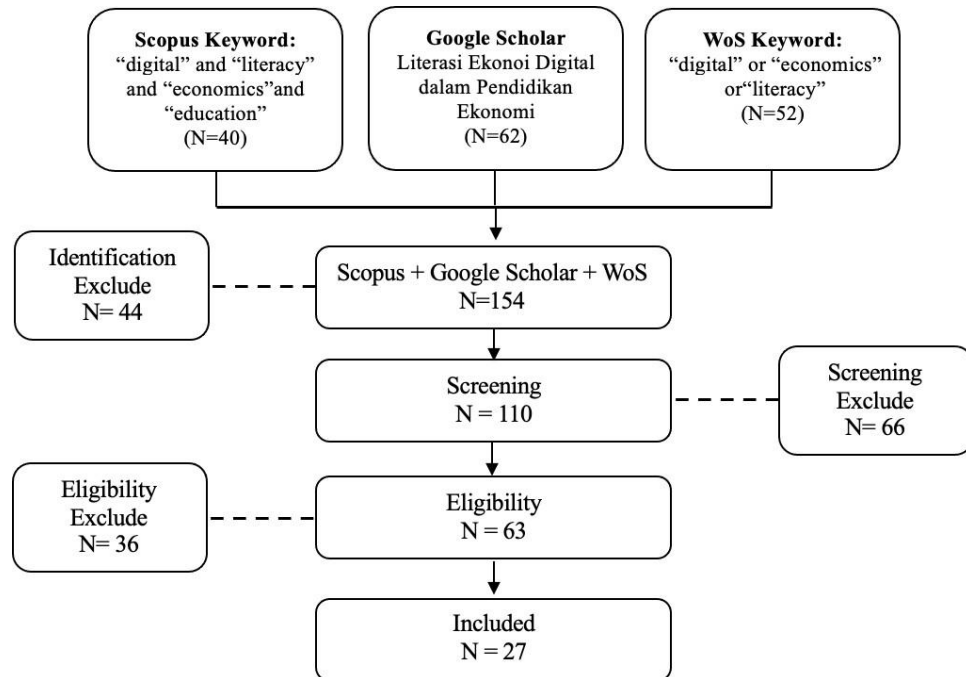 Scopus Keyword:
“digital” and “literacy”
and “economics”and
“education”
(N=40)
Google Scholar
Literasi Ekonoi Digital
dalam Pendidikan
Ekonomi
(N=62)
WoS Keyword:
“digital” or “economics”
or“literacy”
(N=52)
Identification
Exclude
N= 44
Scopus + Google Scholar + WoS
N=154
Screening
N = 110
Screening
Exclude
N= 66
Eligibility
Exclude
N= 36
Eligibility
N = 63
Included
N = 27